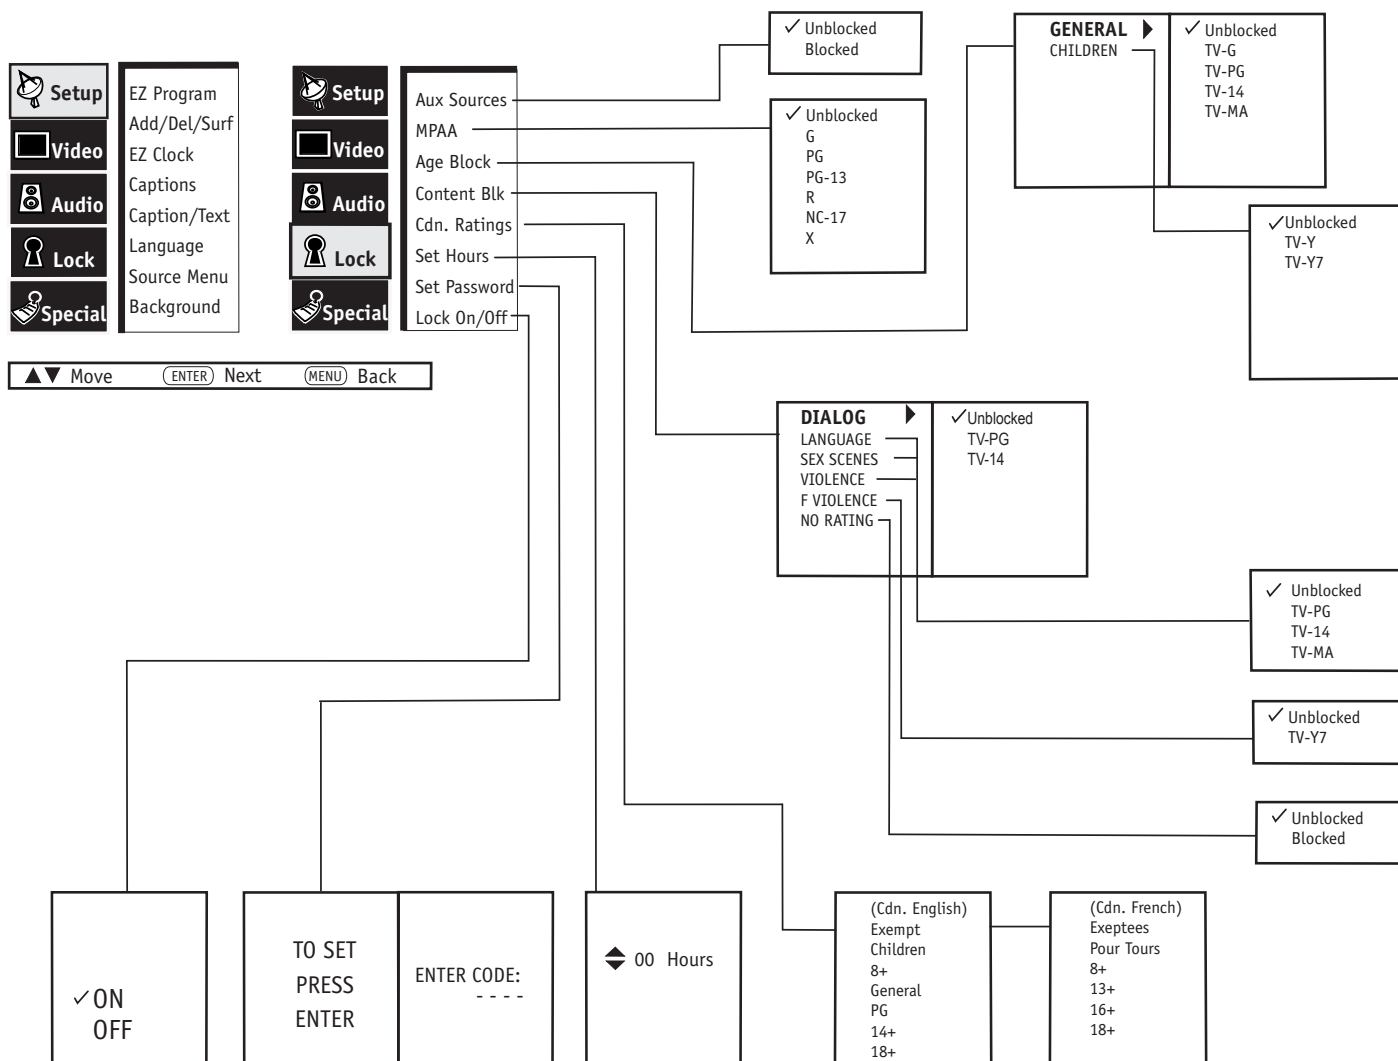 Setup
Video
Audio
Lock
Special
EZ Program
Add/Del/Surf
EZ Clock
Captions
Caption/Text
Language
Source Menu
Background
▲▼ Move ENTER Next MENU Back
Setup
Video
Audio
Lock
Special
Aux Sources
MPAA
Age Block
Content Blk
Cdn. Ratings
Set Hours
Set Password
Lock On/Off
✓ Unblocked
Blocked
✓ Unblocked
G
PG
PG-13
R
NC-17
X
GENERAL ▶
CHILDREN
✓ Unblocked
TV-G
TV-PG
TV-14
TV-MA
✓Unblocked
TV-Y
TV-Y7
DIALOG ▶
LANGUAGE
SEX SCENES
VIOLENCE
F VIOLENCE
NO RATING
✓Unblocked
TV-PG
TV-14
✓ Unblocked
TV-PG
TV-14
TV-MA
✓ Unblocked
TV-Y7
✓ Unblocked
Blocked
✓ ON
OFF
TO SET
PRESS
ENTER
ENTER CODE:
- - - -
00 Hours
(Cdn. English)
Exempt
Children
8+
General
PG
14+
18+
(Cdn. French)
Exeptees
Pour Tours
8+
13+
16+
18+